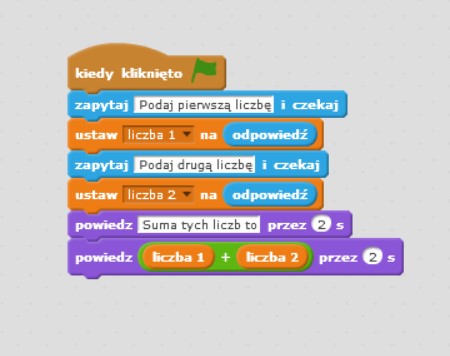 kiedy kliknięto
zapytaj Podaj pierwszą liczbę i czekaj
ustaw liczba 1 na odpowiedź
zapytaj Podaj drugą liczbę i czekaj
ustaw liczba 2 na odpowiedź
powiedz Suma tych liczb to przez 2 s
powiedz liczba 1 + liczba 2 przez 2 s